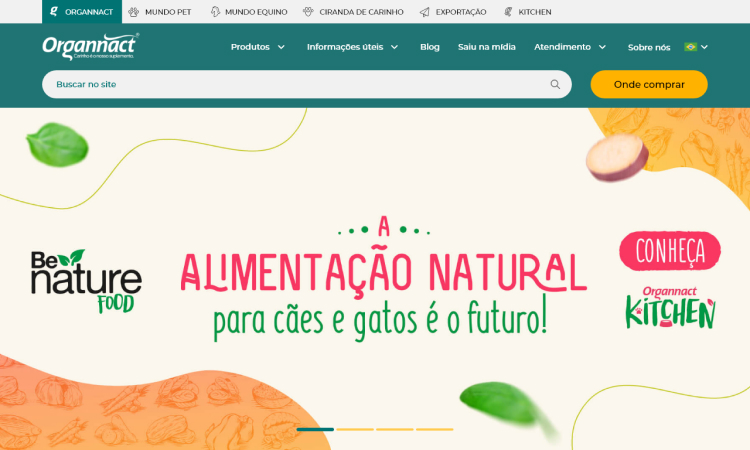 ORGANNACT MUNDO PET MUNDO EQUINO CIRANDA DE CARINHO EXPORTAÇÃO KITCHEN
Organnact
Carinho é o nosso suplemento.
Produtos Informações úteis Blog Saiu na mídia Atendimento Sobre nós
Buscar no site
Onde comprar
Be
nature
FOOD
A
ALIMENTAÇÃO NATURAL
para cães e gatos é o futuro!
CONHEÇA
Organnact
KITCHEN